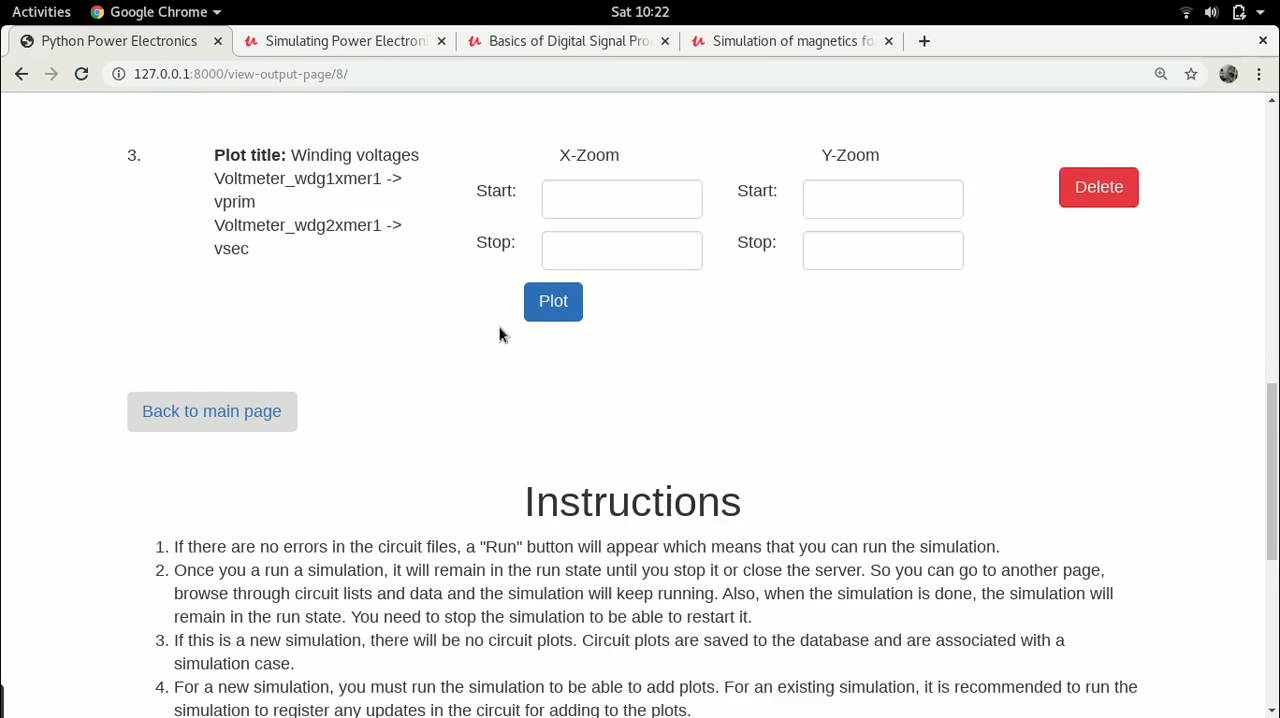 Activities
Google Chrome
Sat 10:22
Python Power Electronics
Simulating Power Electroni
Basics of Digital Signal Pro
Simulation of magnetics fo
127.0.0.1:8000/view-output-page/8/
3.
Plot title: Winding voltages
Voltmeter_wdg1xmer1 ->
vprim
Voltmeter_wdg2xmer1 ->
vsec
X-Zoom
Start:
Stop:
Y-Zoom
Start:
Stop:
Plot
Delete
Back to main page
Instructions
1. If there are no errors in the circuit files, a "Run" button will appear which means that you can run the simulation.
2. Once you a run a simulation, it will remain in the run state until you stop it or close the server. So you can go to another page,
browse through circuit lists and data and the simulation will keep running. Also, when the simulation is done, the simulation will
remain in the run state. You need to stop the simulation to be able to restart it.
3. If this is a new simulation, there will be no circuit plots. Circuit plots are saved to the database and are associated with a
simulation case.
4. For a new simulation, you must run the simulation to be able to add plots. For an existing simulation, it is recommended to run the
simulation to register any updates in the circuit for adding to the plots.